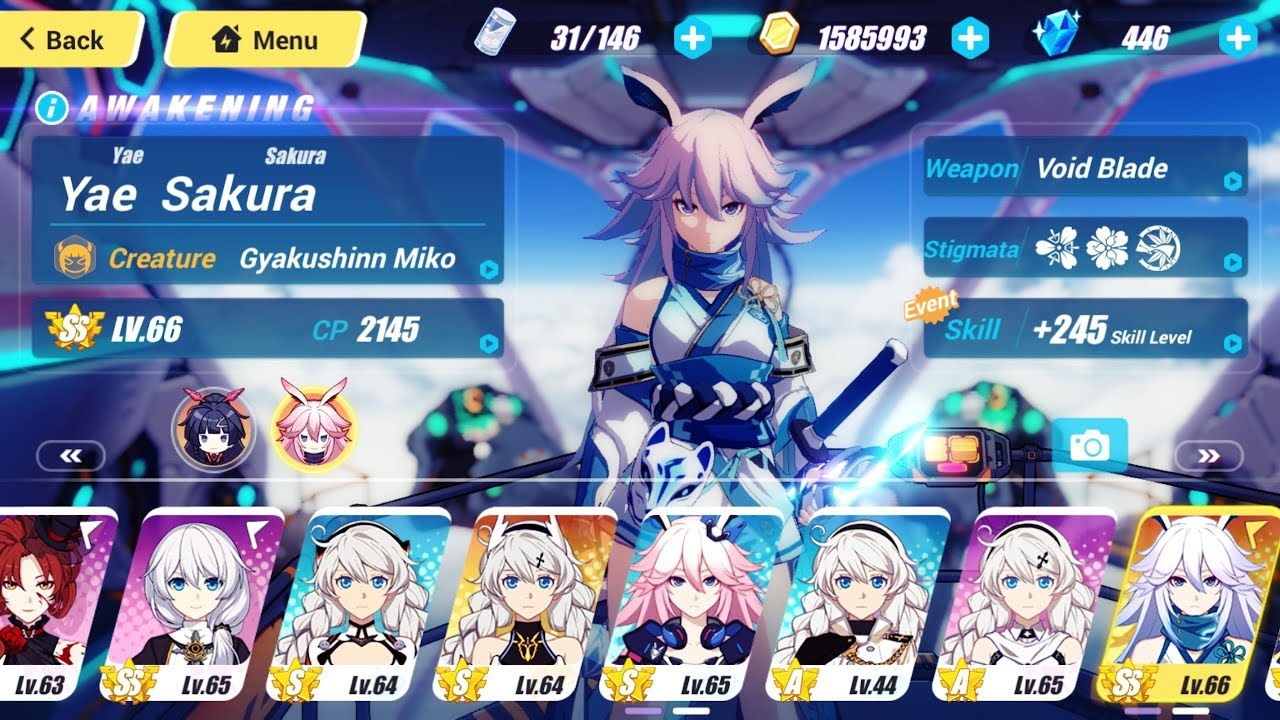 Back
Menu
31/146
1585993
446
i AWAKENING
Yae Sakura
Yae Sakura
Creature Gyakushinn Miko
SS LV.66 CP 2145
Weapon Void Blade
Stigmata
Event
Skill +245 Skill Level
Lv.63
SS Lv.65
S Lv.64
S Lv.64
S Lv.65
A Lv.44
A Lv.65
SS Lv.66